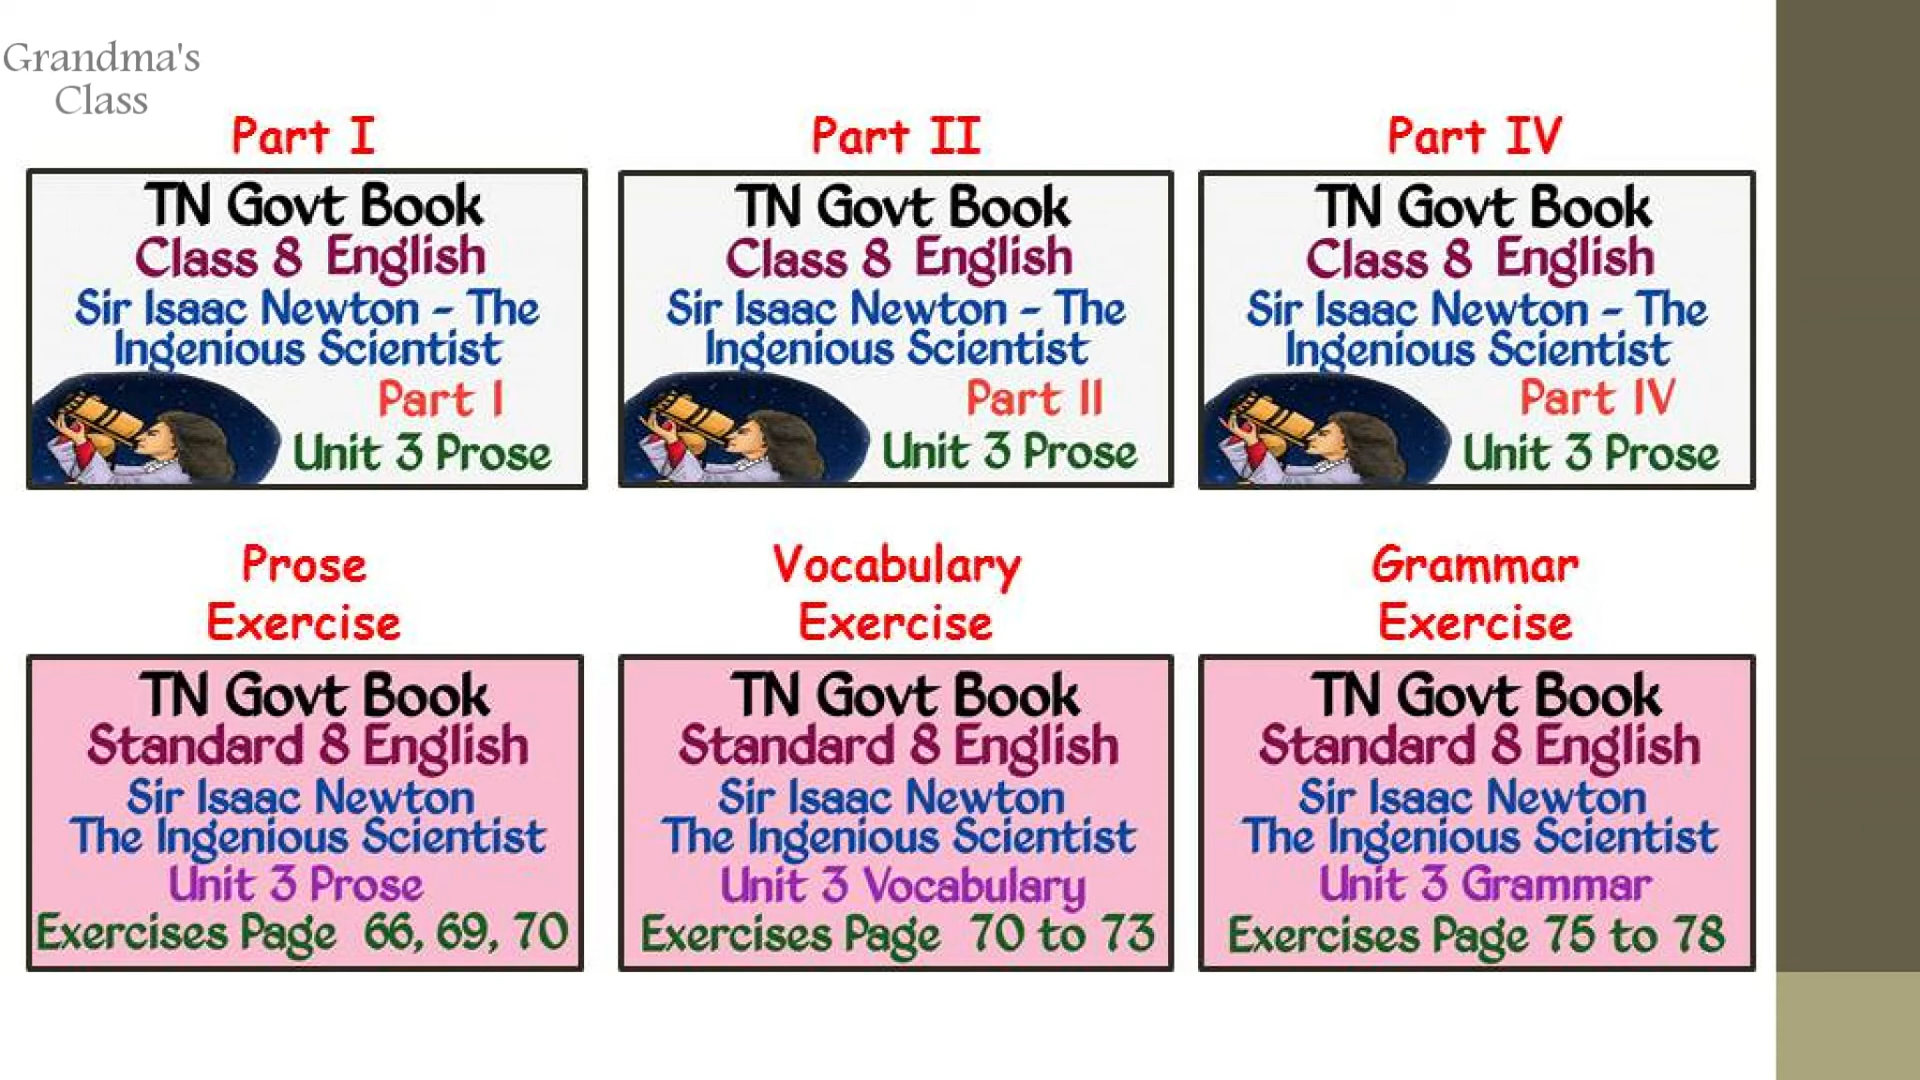 Grandma's
Class
Part I
TN Govt Book
Class 8 English
Sir Isaac Newton - The
Ingenious Scientist
Part I
Unit 3 Prose
Part II
TN Govt Book
Class 8 English
Sir Isaac Newton - The
Ingenious Scientist
Part II
Unit 3 Prose
Part IV
TN Govt Book
Class 8 English
Sir Isaac Newton - The
Ingenious Scientist
Part IV
Unit 3 Prose
Prose
Exercise
TN Govt Book
Standard 8 English
Sir Isaac Newton
The Ingenious Scientist
Unit 3 Prose
Exercises Page 66, 69, 70
Vocabulary
Exercise
TN Govt Book
Standard 8 English
Sir Isaac Newton
The Ingenious Scientist
Unit 3 Vocabulary
Exercises Page 70 to 73
Grammar
Exercise
TN Govt Book
Standard 8 English
Sir Isaac Newton
The Ingenious Scientist
Unit 3 Grammar
Exercises Page 75 to 78